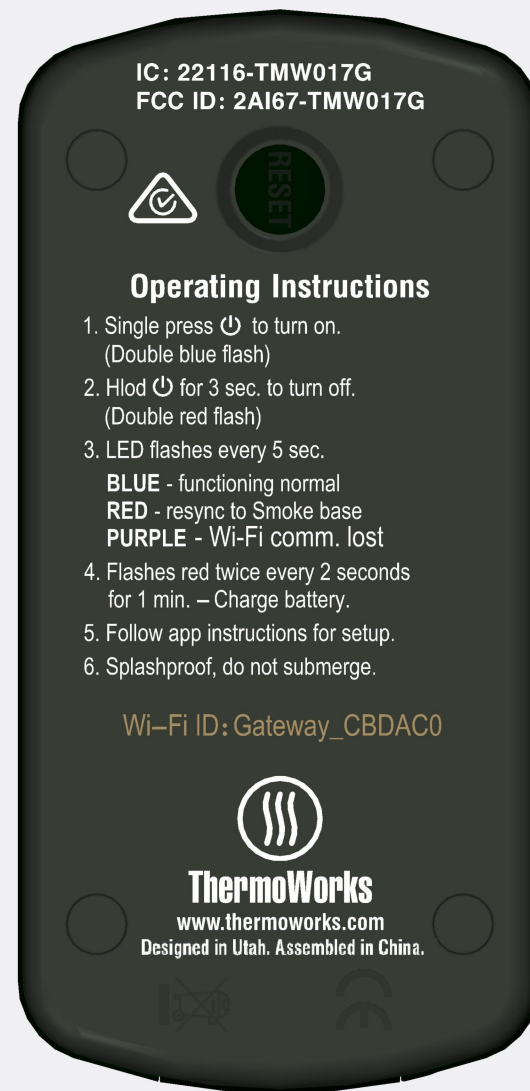 IC: 22116-TMW017G
FCC ID: 2AI67-TMW017G
RESET
Operating Instructions
1. Single press ⏻ to turn on.
(Double blue flash)
2. Hlod ⏻ for 3 sec. to turn off.
(Double red flash)
3. LED flashes every 5 sec.
BLUE - functioning normal
RED - resync to Smoke base
PURPLE - Wi-Fi comm. lost
4. Flashes red twice every 2 seconds
for 1 min. – Charge battery.
5. Follow app instructions for setup.
6. Splashproof, do not submerge.
Wi–Fi ID: Gateway_CBDAC0
ThermoWorks
www.thermoworks.com
Designed in Utah. Assembled in China.
CE